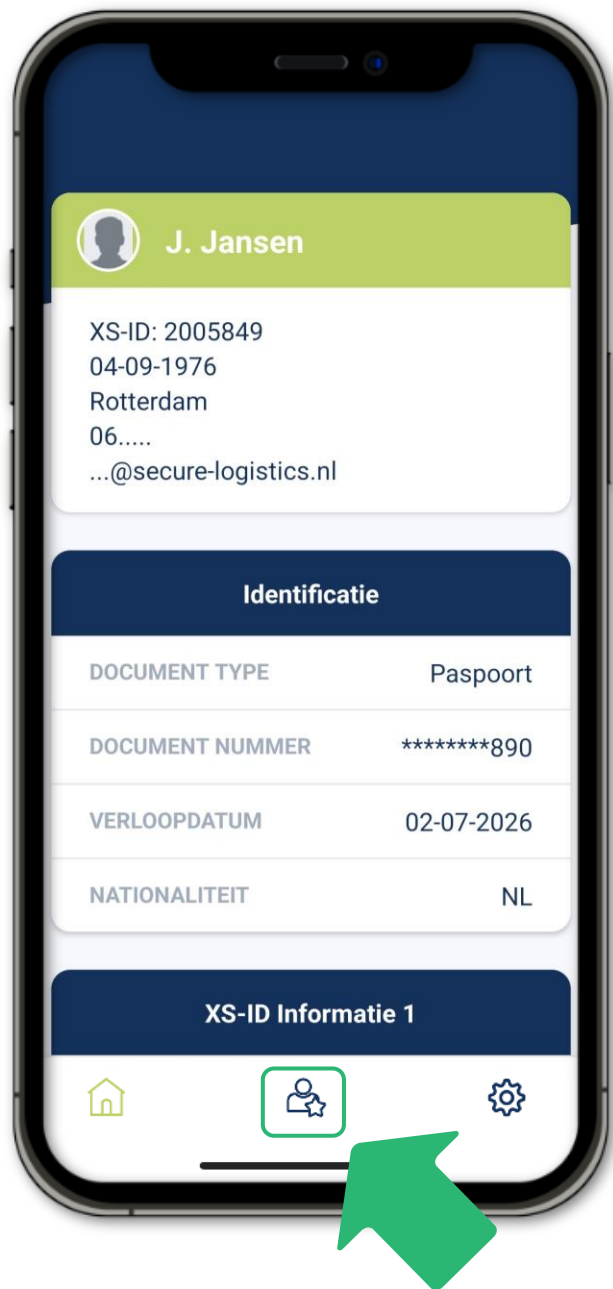 J. Jansen
XS-ID: 2005849
04-09-1976
Rotterdam
06.....
...@secure-logistics.nl
Identificatie
DOCUMENT TYPE Paspoort
DOCUMENT NUMMER ********890
VERLOOPDATUM 02-07-2026
NATIONALITEIT NL
XS-ID Informatie 1